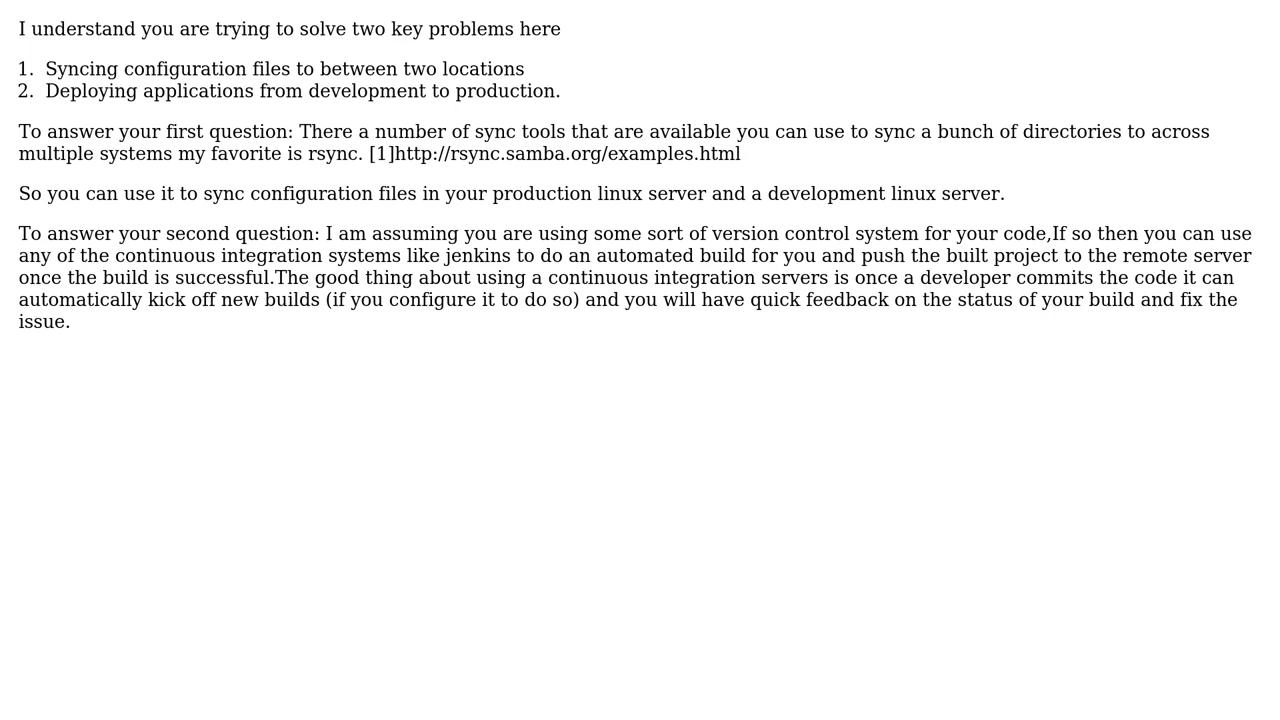 I understand you are trying to solve two key problems here
1. Syncing configuration files to between two locations
2. Deploying applications from development to production.
To answer your first question: There a number of sync tools that are available you can use to sync a bunch of directories to across
multiple systems my favorite is rsync. [1]http://rsync.samba.org/examples.html
So you can use it to sync configuration files in your production linux server and a development linux server.
To answer your second question: I am assuming you are using some sort of version control system for your code,If so then you can use
any of the continuous integration systems like jenkins to do an automated build for you and push the built project to the remote server
once the build is successful.The good thing about using a continuous integration servers is once a developer commits the code it can
automatically kick off new builds (if you configure it to do so) and you will have quick feedback on the status of your build and fix the
issue.